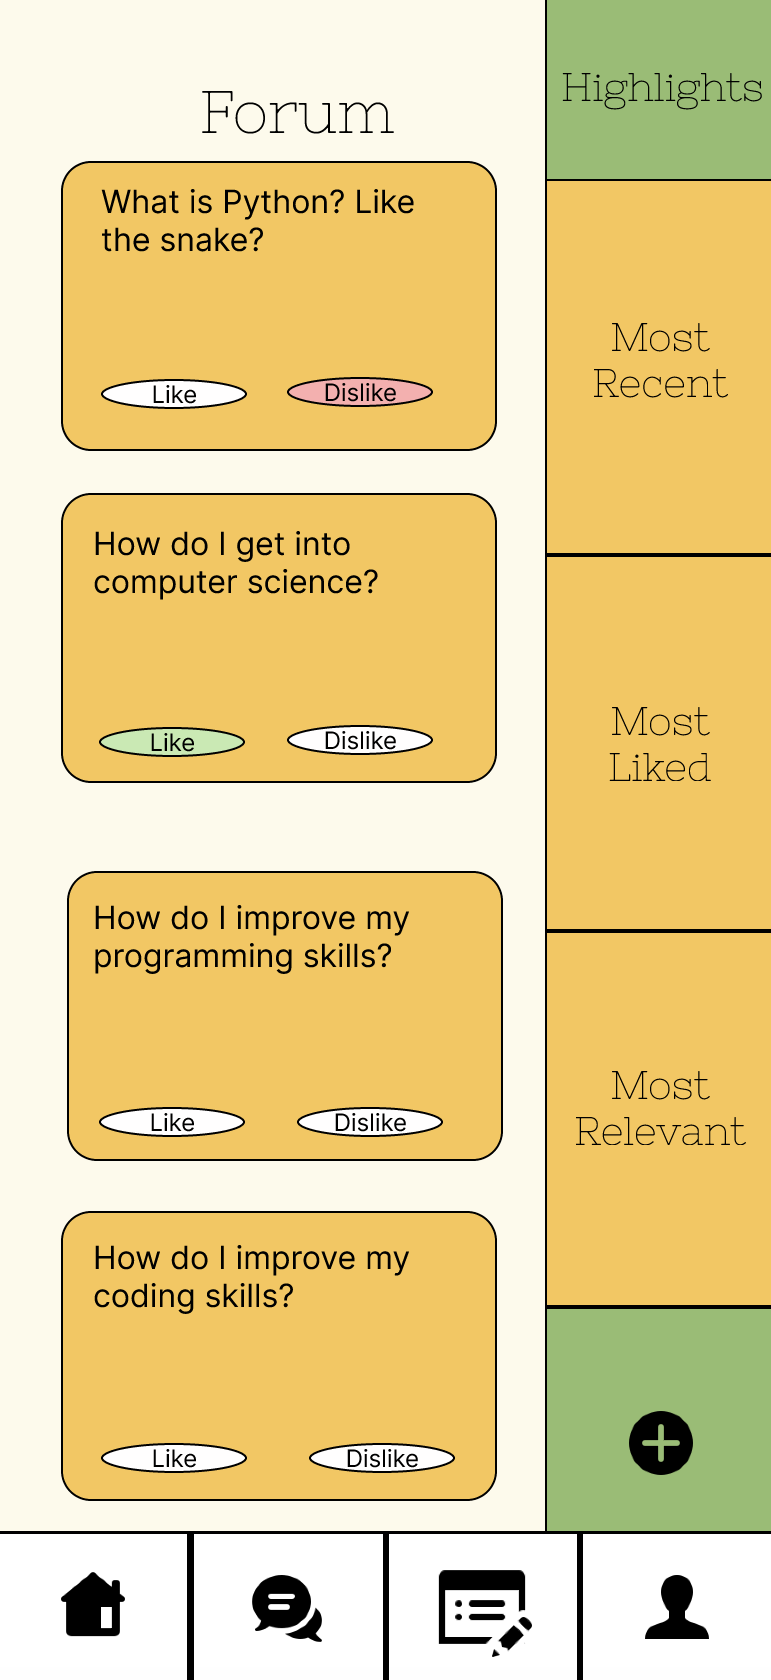 Forum
What is Python? Like
the snake?
Like
Dislike
How do I get into
computer science?
Like
Dislike
How do I improve my
programming skills?
Like
Dislike
How do I improve my
coding skills?
Like
Dislike
Highlights
Most
Recent
Most
Liked
Most
Relevant